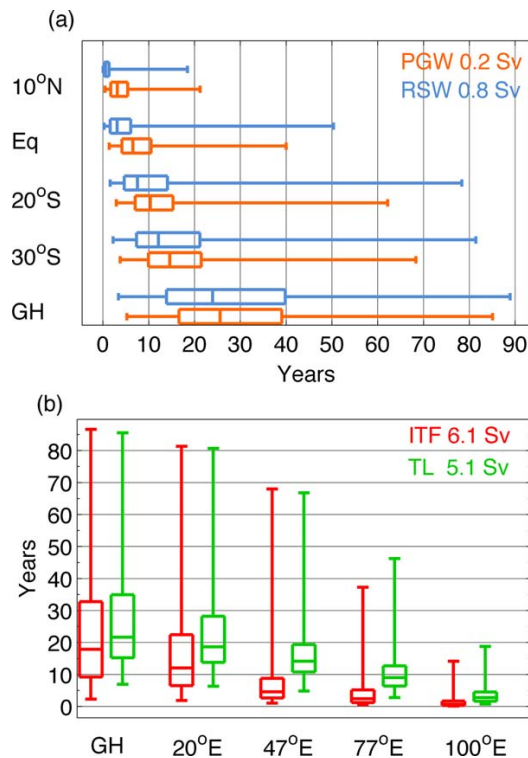 (a)
PGW 0.2 Sv
RSW 0.8 Sv
10°N
Eq
20°S
30°S
GH
0 10 20 30 40 50 60 70 80 90
Years
(b)
ITF 6.1 Sv
TL 5.1 Sv
80
70
60
50
40
30
20
10
0
Years
GH 20°E 47°E 77°E 100°E